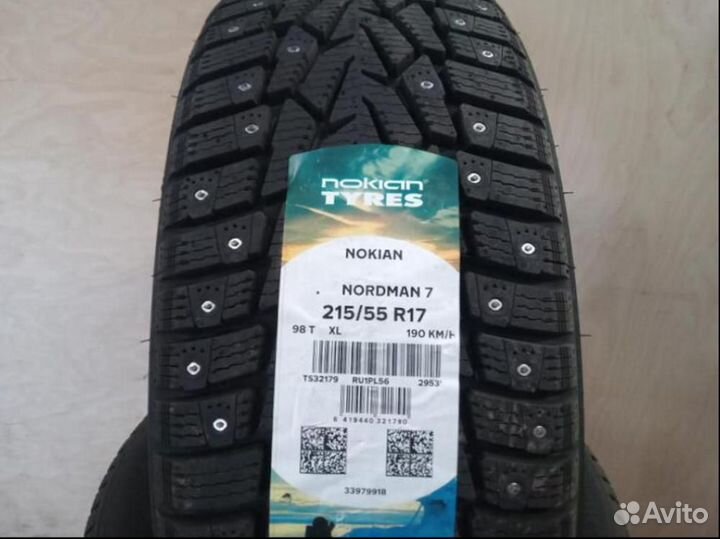 nokian
TYRES
NOKIAN
NORDMAN 7
215/55 R17
98 T XL 190 KM/H
TS32179 RU1PL56 2953
6 419440 321780
33979918
Avito